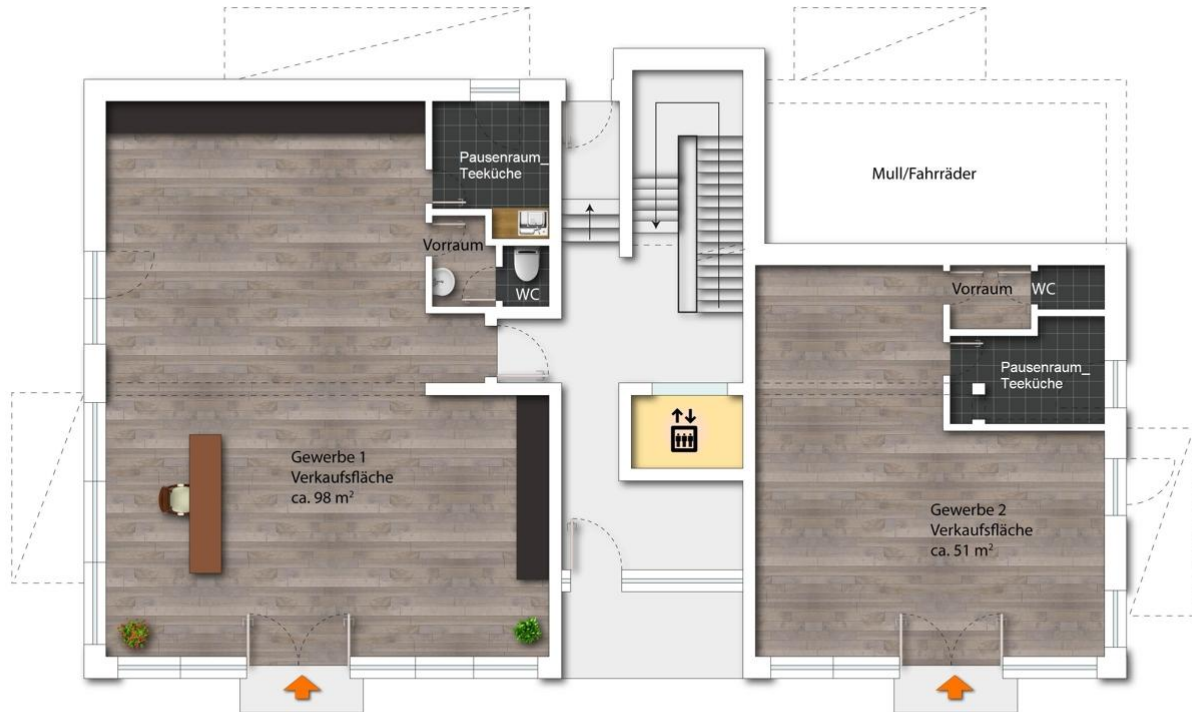 Pausenraum_
Teeküche
Vorraum
WC
Gewerbe 1
Verkaufsfläche
ca. 98 m²
Mull/Fahrräder
Vorraum
WC
Pausenraum_
Teeküche
Gewerbe 2
Verkaufsfläche
ca. 51 m²